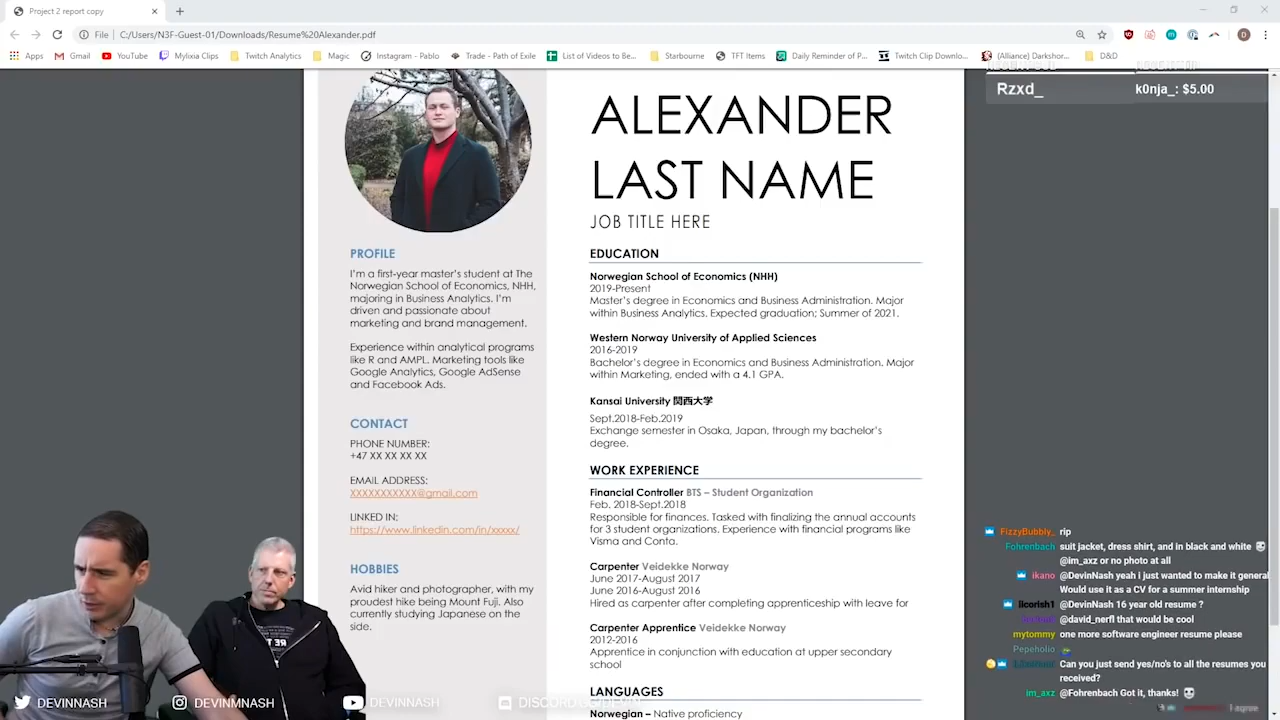 Project 2 report copy
File | C:/Users/N3F-Guest-01/Downloads/Resume%20Alexander.pdf
Apps Gmail YouTube Mylixia Clips Twitch Analytics Magic Instagram - Pablo Trade - Path of Exile List of Videos to Be... Starbourne TFT Items Daily Reminder of P... Twitch Clip Downlo... (Alliance) Darkshor... D&D
Rzxd_ k0nja_: $5.00
ALEXANDER
LAST NAME
JOB TITLE HERE
PROFILE
I'm a first-year master's student at The
Norwegian School of Economics, NHH,
majoring in Business Analytics. I'm
driven and passionate about
marketing and brand management.
Experience within analytical programs
like R and AMPL. Marketing tools like
Google Analytics, Google AdSense
and Facebook Ads.
CONTACT
PHONE NUMBER:
+47 XX XX XX XX
EMAIL ADDRESS:
XXXXXXXXXXX@gmail.com
LINKED IN:
https://www.linkedin.com/in/xxxxx/
HOBBIES
Avid hiker and photographer, with my
proudest hike being Mount Fuji. Also
currently studying Japanese on the
side.
EDUCATION
Norwegian School of Economics (NHH)
2019-Present
Master's degree in Economics and Business Administration. Major
within Business Analytics. Expected graduation; Summer of 2021.
Western Norway University of Applied Sciences
2016-2019
Bachelor's degree in Economics and Business Administration. Major
within Marketing, ended with a 4.1 GPA.
Kansai University 関西大学
Sept.2018-Feb.2019
Exchange semester in Osaka, Japan, through my bachelor's
degree.
WORK EXPERIENCE
Financial Controller BTS – Student Organization
Feb. 2018-Sept.2018
Responsible for finances. Tasked with finalizing the annual accounts
for 3 student organizations. Experience with financial programs like
Visma and Conta.
Carpenter Veidekke Norway
June 2017-August 2017
June 2016-August 2016
Hired as carpenter after completing apprenticeship with leave for
Carpenter Apprentice Veidekke Norway
2012-2016
Apprentice in conjunction with education at upper secondary
school
LANGUAGES
Norwegian – Native proficiency
FizzyBubbly_ rip
Fohrenbach suit jacket, dress shirt, and in black and white
@im_axz or no photo at all
ikano @DevinNash yeah i just wanted to make it general
Would use it as a CV for a summer internship
licorish1 @DevinNash 16 year old resume ?
@david_nerfl that would be cool
mytommy one more software engineer resume please
Pepeholio
Can you just send yes/no's to all the resumes you
received?
im_axz @Fohrenbach Got it, thanks!
I agree
DEVINNASH DEVINMNASH DEVINNASH DISCORD.GG/DEVIN